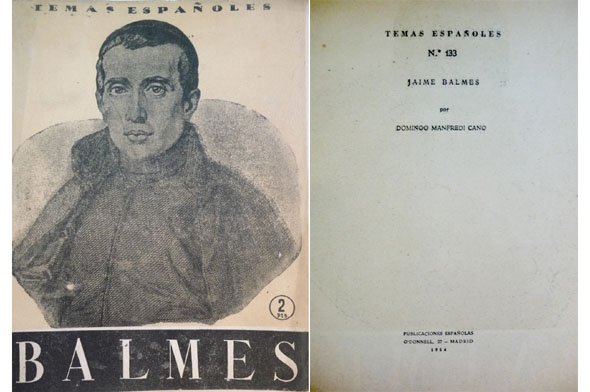 TEMAS ESPAÑOLES
2
PTS
BALMES
TEMAS ESPAÑOLES
N.º 133
JAIME BALMES
por
DOMINGO MANFREDI CANO
PUBLICACIONES ESPAÑOLAS
O'DONNELL, 27 - MADRID
1954